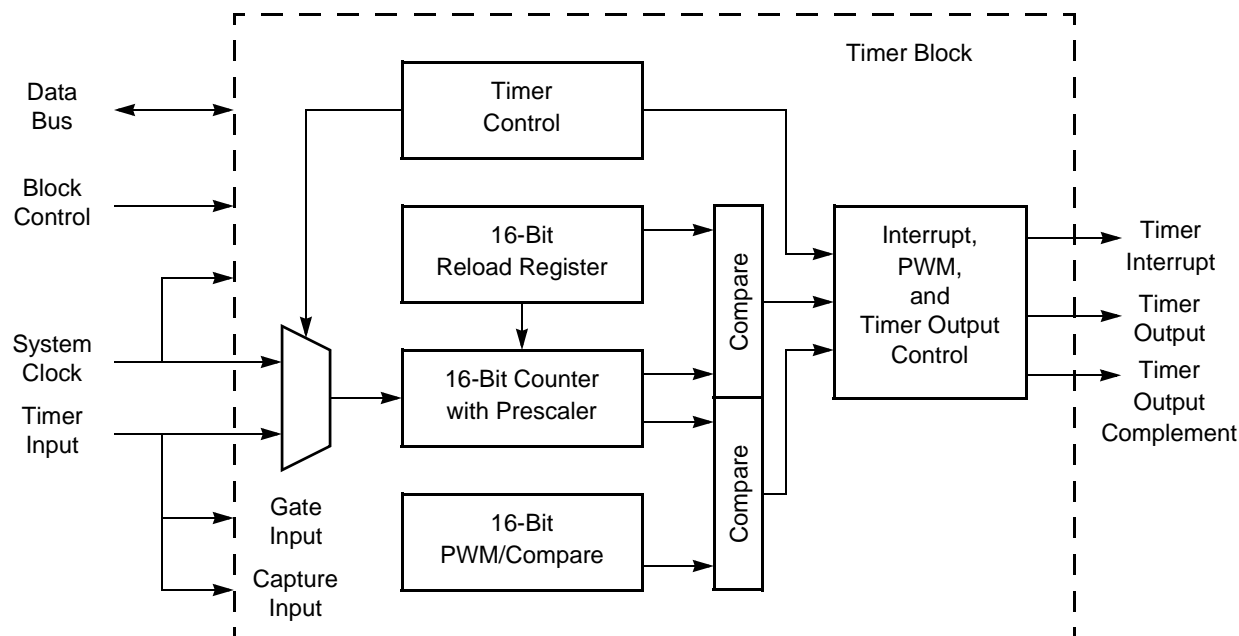 Timer Block
Data
Bus
Timer
Control
Block
Control
16-Bit
Reload Register
Compare
Interrupt,
PWM,
and
Timer Output
Control
Timer
Interrupt
Timer
Output
Timer
Output
Complement
System
Clock
16-Bit Counter
with Prescaler
Timer
Input
Compare
Gate
Input
16-Bit
PWM/Compare
Capture
Input